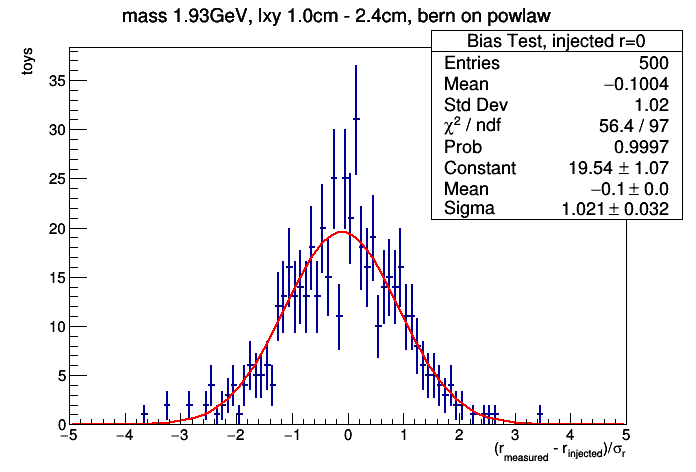 mass 1.93GeV, lxy 1.0cm - 2.4cm, bern on powlaw
toys
Bias Test, injected r=0
Entries 500
Mean −0.1004
Std Dev 1.02
χ² / ndf 56.4 / 97
Prob 0.9997
Constant 19.54 ± 1.07
Mean −0.1 ± 0.0
Sigma 1.021 ± 0.032
35
30
25
20
15
10
5
0
−5 −4 −3 −2 −1 0 1 2 3 4 5
(r_measured - r_injected)/σ_r